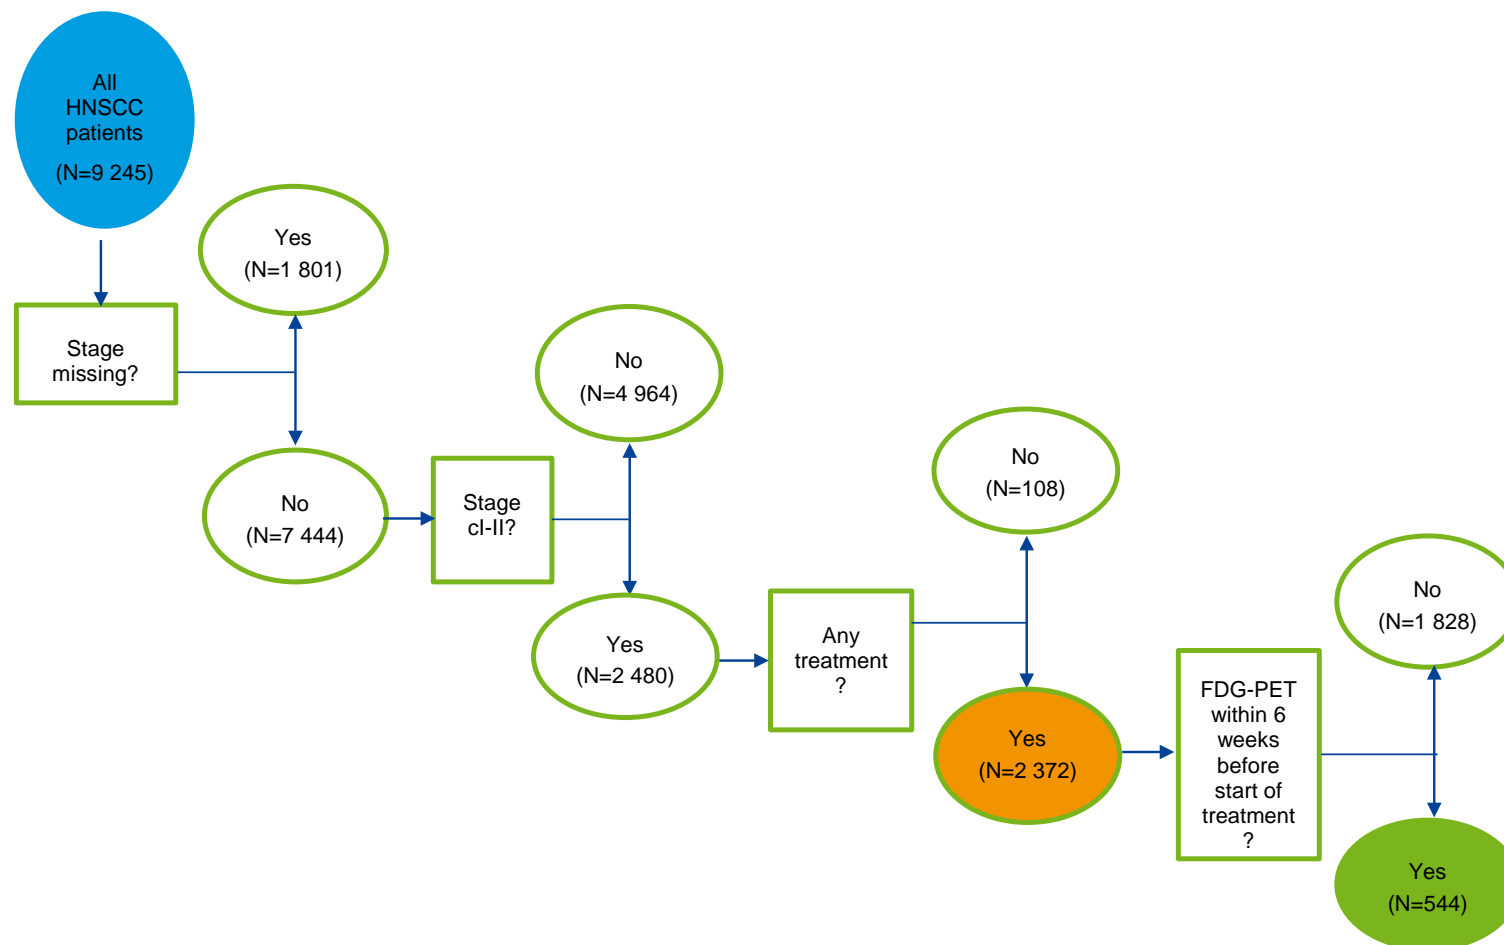 All
HNSCC
patients
(N=9 245)
Yes
(N=1 801)
Stage
missing?
No
(N=7 444)
No
(N=4 964)
Stage
cI-II?
Yes
(N=2 480)
No
(N=108)
Any
treatment
?
Yes
(N=2 372)
No
(N=1 828)
FDG-PET
within 6
weeks
before
start of
treatment
?
Yes
(N=544)